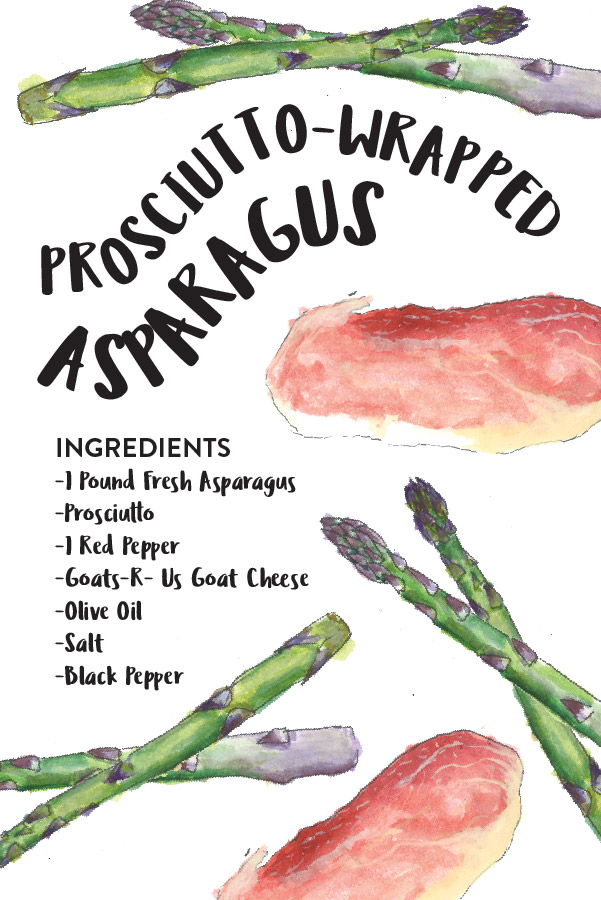 PROSCIUTTO-WRAPPED
ASPARAGUS
INGREDIENTS
-1 Pound Fresh Asparagus
-Prosciutto
-1 Red Pepper
-Goats-R- Us Goat Cheese
-Olive Oil
-Salt
-Black Pepper